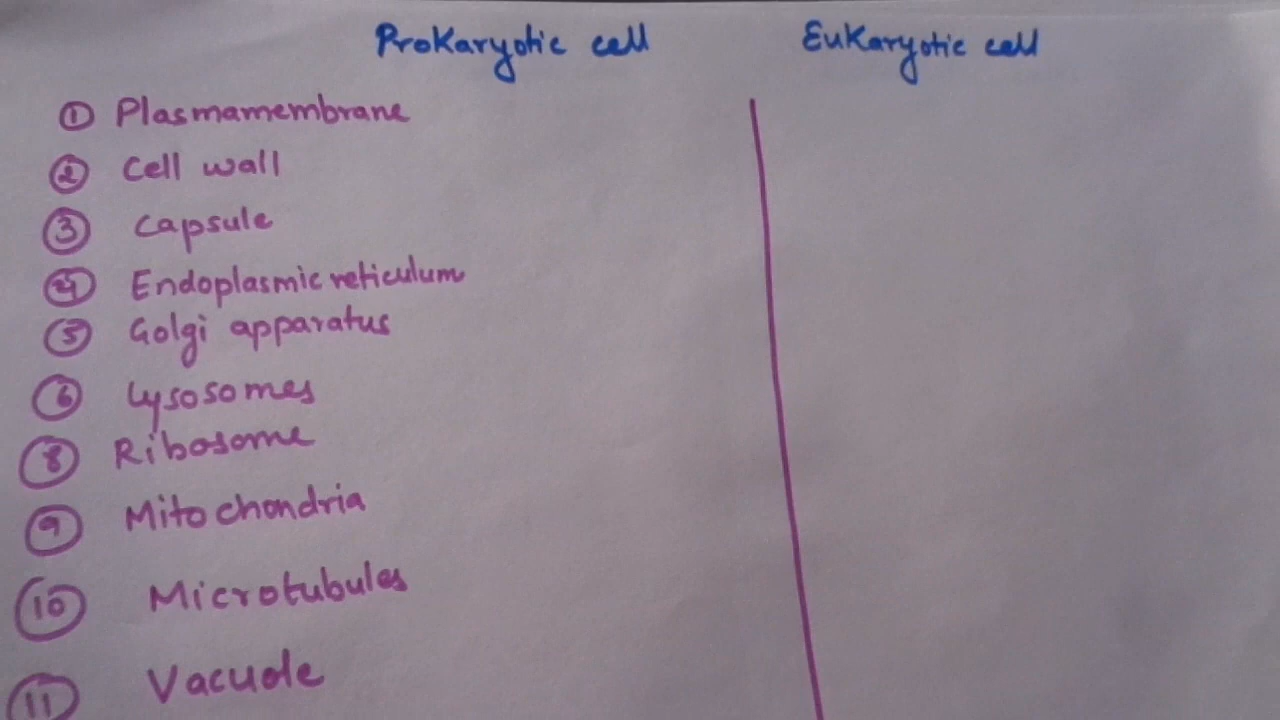 Prokaryotic cell Eukaryotic cell
① Plasmamembrane
② Cell wall
③ Capsule
④ Endoplasmic reticulum
⑤ Golgi apparatus
⑥ Lysosomes
⑧ Ribosome
⑨ Mitochondria
⑩ Microtubules
⑪ Vacuole